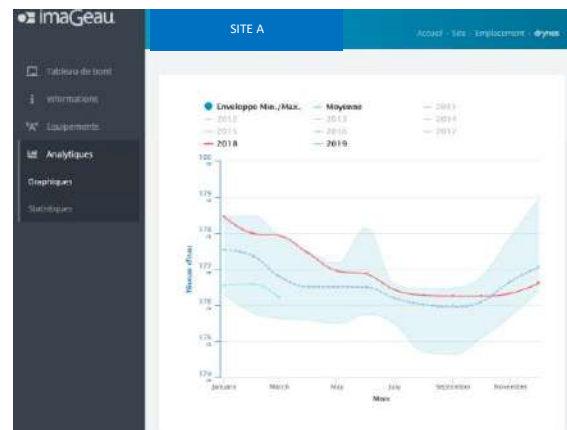 imaGeau
SITE A
Accueil - Site - Emplacement - drynes
Tableau de bord
Informations
Equipements
Analytiques
Graphiques
Statistiques
Enveloppe Min./Max. Moyenne 2011
2012 2013 2014
2015 2016 2017
2018 2019
180
179
178
177
176
175
174
Niveau d'eau
January March May July September November
Mois